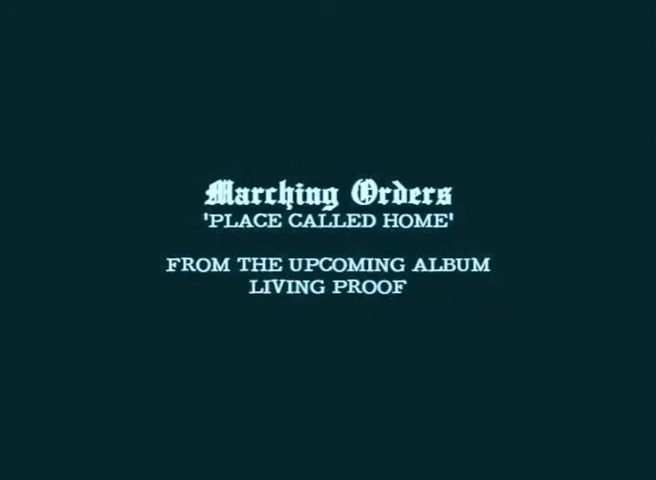 Marching Orders
'PLACE CALLED HOME'
FROM THE UPCOMING ALBUM
LIVING PROOF